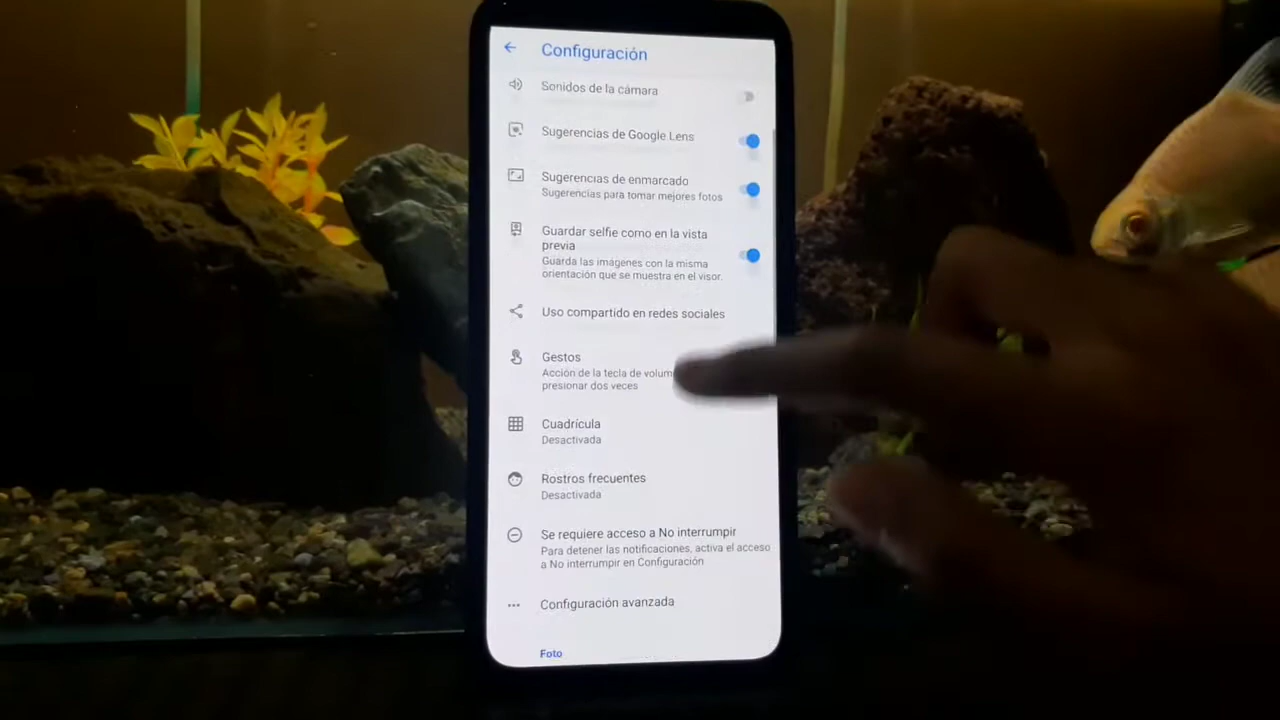 Configuración
Sonidos de la cámara
Sugerencias de Google Lens
Sugerencias de enmarcado
Sugerencias para tomar mejores fotos
Guardar selfie como en la vista
previa
Guarda las imágenes con la misma
orientación que se muestra en el visor.
Uso compartido en redes sociales
Gestos
Acción de la tecla de
presionar dos veces
Cuadrícula
Desactivada
Rostros frecuentes
Desactivada
Se requiere acceso a No interrumpir
Para detener las notificaciones, activa el acceso
a No interrumpir en Configuración
Configuración avanzada
Foto